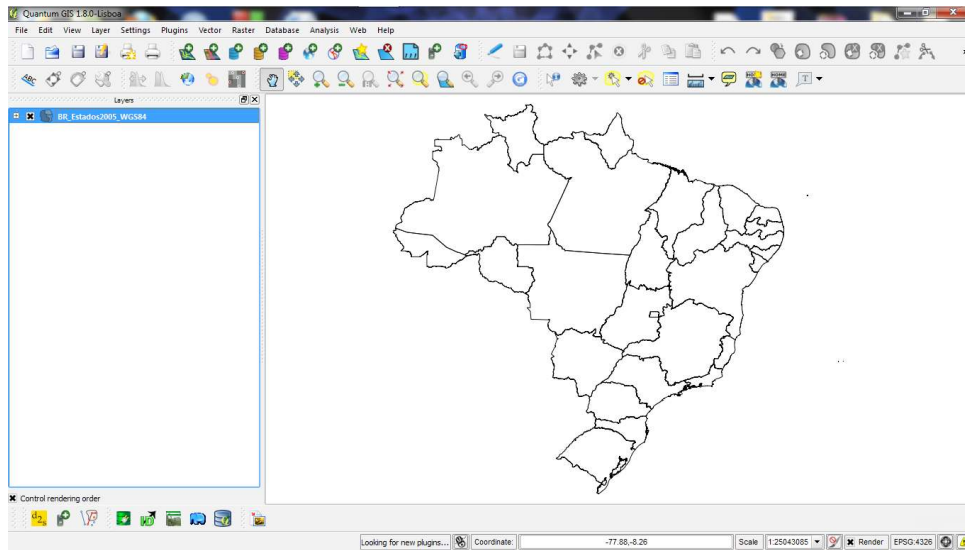 Quantum GIS 1.8.0-Lisboa
File Edit View Layer Settings Plugins Vector Raster Database Analysis Web Help
Layers
BR_Estados2005_WGS84
Control rendering order
Looking for new plugins... Coordinate: -77.88,-8.26 Scale 1:25043085 Render EPSG:4326